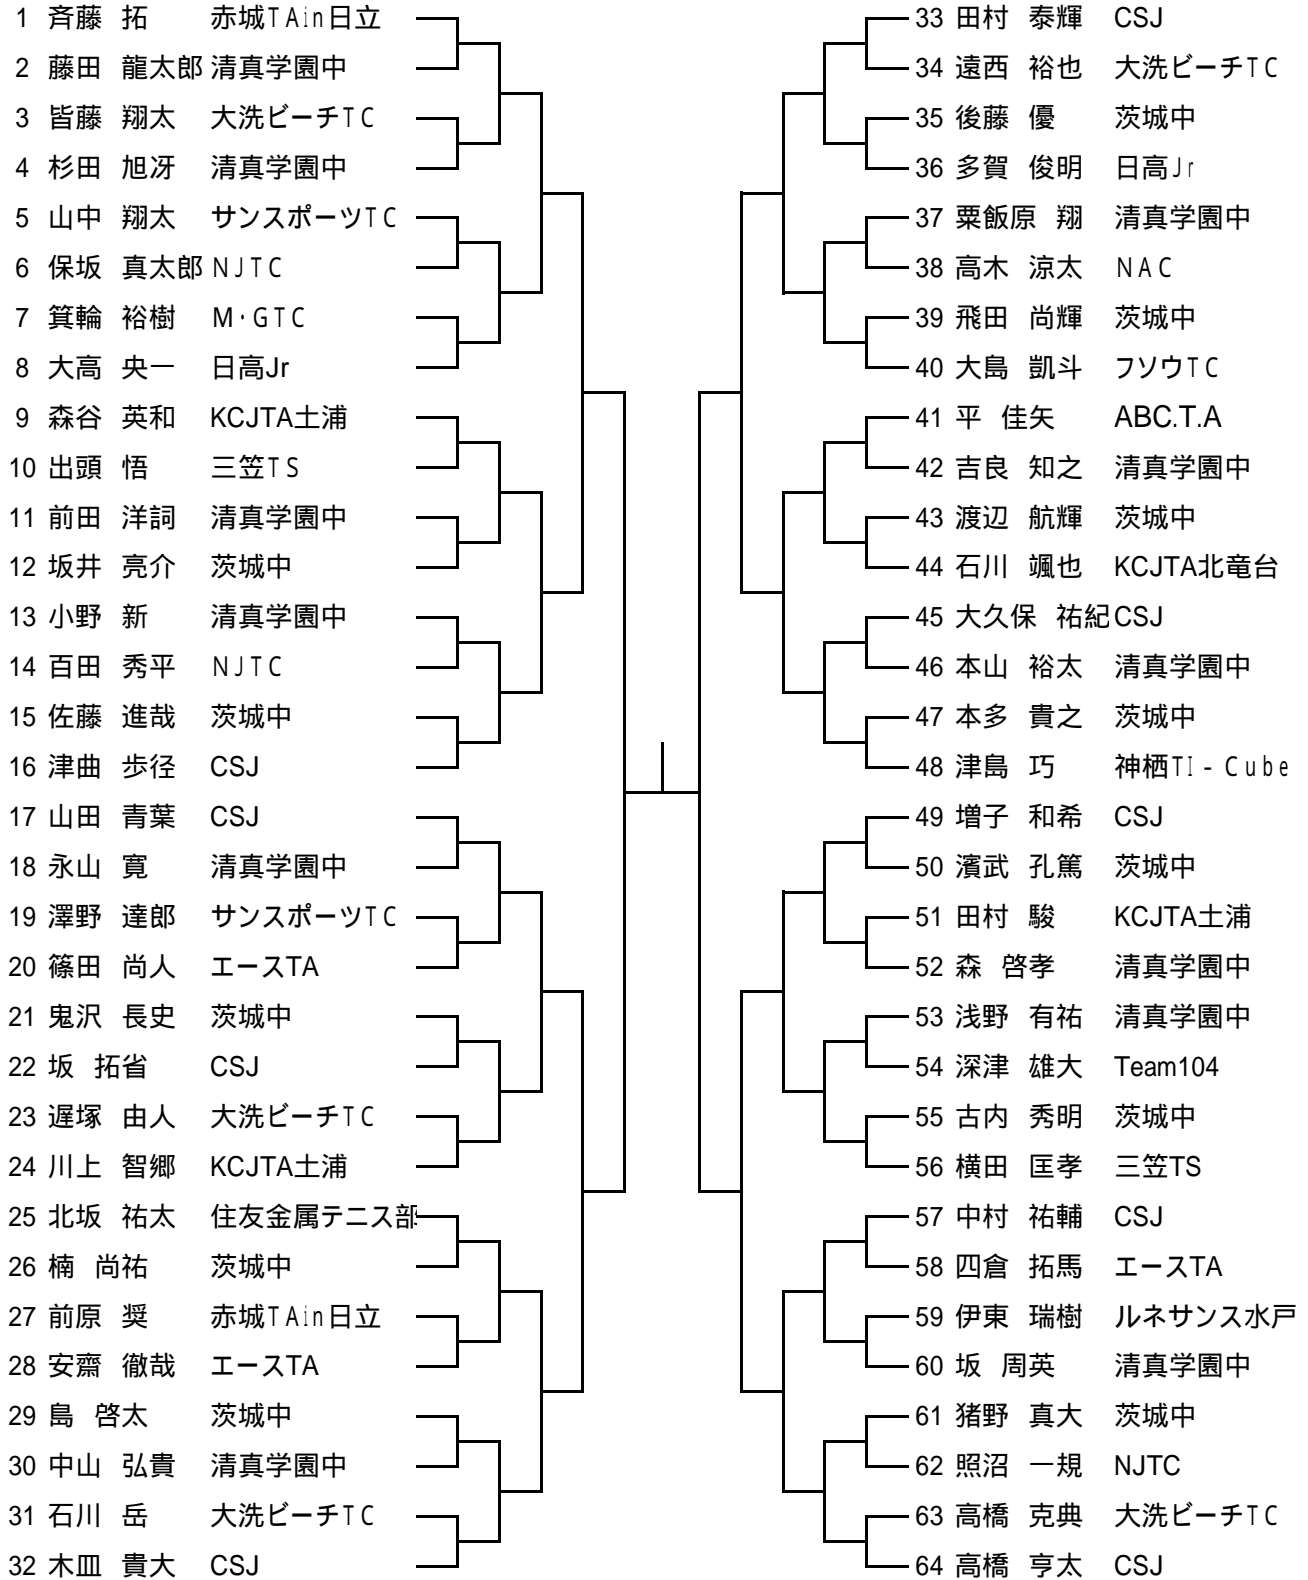 1 斉藤 拓 赤城TAin日立
2 藤田 龍太郎 清真学園中
3 皆藤 翔太 大洗ビーチTC
4 杉田 旭冴 清真学園中
5 山中 翔太 サンスポーツTC
6 保坂 真太郎 NJTC
7 箕輪 裕樹 M・GTC
8 大高 央一 日高Jr
9 森谷 英和 KCJTA土浦
10 出頭 悟 三笠TS
11 前田 洋詞 清真学園中
12 坂井 亮介 茨城中
13 小野 新 清真学園中
14 百田 秀平 NJTC
15 佐藤 進哉 茨城中
16 津曲 歩径 CSJ
17 山田 青葉 CSJ
18 永山 寛 清真学園中
19 澤野 達郎 サンスポーツTC
20 篠田 尚人 エースTA
21 鬼沢 長史 茨城中
22 坂 拓省 CSJ
23 遅塚 由人 大洗ビーチTC
24 川上 智郷 KCJTA土浦
25 北坂 祐太 住友金属テニス部
26 楠 尚祐 茨城中
27 前原 奨 赤城TAin日立
28 安齋 徹哉 エースTA
29 島 啓太 茨城中
30 中山 弘貴 清真学園中
31 石川 岳 大洗ビーチTC
32 木皿 貴大 CSJ
33 田村 泰輝 CSJ
34 遠西 裕也 大洗ビーチTC
35 後藤 優 茨城中
36 多賀 俊明 日高Jr
37 粟飯原 翔 清真学園中
38 高木 涼太 NAC
39 飛田 尚輝 茨城中
40 大島 凱斗 フソウTC
41 平 佳矢 ABC.T.A
42 吉良 知之 清真学園中
43 渡辺 航輝 茨城中
44 石川 颯也 KCJTA北竜台
45 大久保 祐紀 CSJ
46 本山 裕太 清真学園中
47 本多 貴之 茨城中
48 津島 巧 神栖TI-Cube
49 増子 和希 CSJ
50 濱武 孔篤 茨城中
51 田村 駿 KCJTA土浦
52 森 啓孝 清真学園中
53 浅野 有祐 清真学園中
54 深津 雄大 Team104
55 古内 秀明 茨城中
56 横田 匡孝 三笠TS
57 中村 祐輔 CSJ
58 四倉 拓馬 エースTA
59 伊東 瑞樹 ルネサンス水戸
60 坂 周英 清真学園中
61 猪野 真大 茨城中
62 照沼 一規 NJTC
63 高橋 克典 大洗ビーチTC
64 高橋 亨太 CSJ